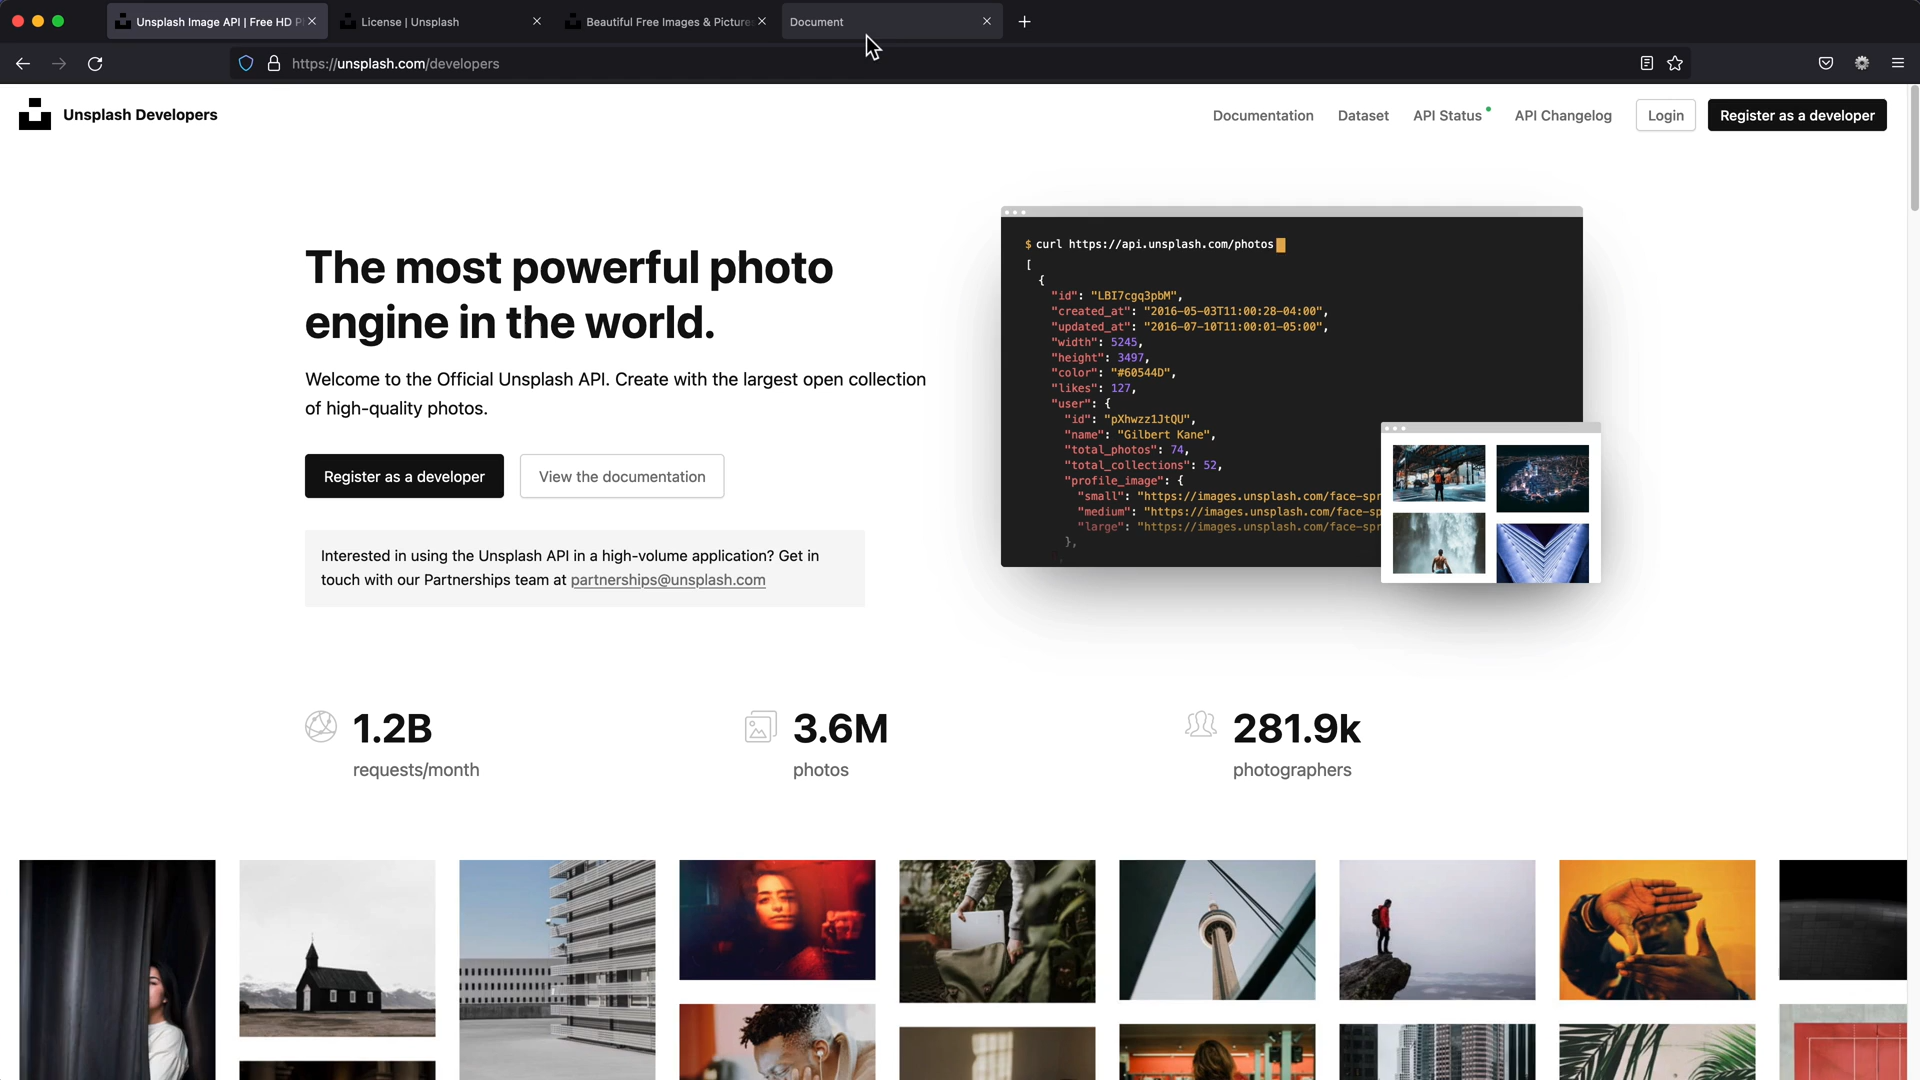 Unsplash Image API | Free HD P
License | Unsplash
Beautiful Free Images & Picture
Document
https://unsplash.com/developers
Unsplash Developers
Documentation
Dataset
API Status
API Changelog
Login
Register as a developer
The most powerful photo
engine in the world.
Welcome to the Official Unsplash API. Create with the largest open collection
of high-quality photos.
Register as a developer
View the documentation
Interested in using the Unsplash API in a high-volume application? Get in
touch with our Partnerships team at partnerships@unsplash.com
$ curl https://api.unsplash.com/photos
[
{
"id": "LBI7cgq3pbM",
"created_at": "2016-05-03T11:00:28-04:00",
"updated_at": "2016-07-10T11:00:01-05:00",
"width": 5245,
"height": 3497,
"color": "#60544D",
"likes": 127,
"user": {
"id": "pXhwzz1JtQU",
"name": "Gilbert Kane",
"total_photos": 74,
"total_collections": 52,
"profile_image": {
"small": "https://images.unsplash.com/face-spr
"medium": "https://images.unsplash.com/face-sp
"large": "https://images.unsplash.com/face-spr
},
1.2B
requests/month
3.6M
photos
281.9k
photographers